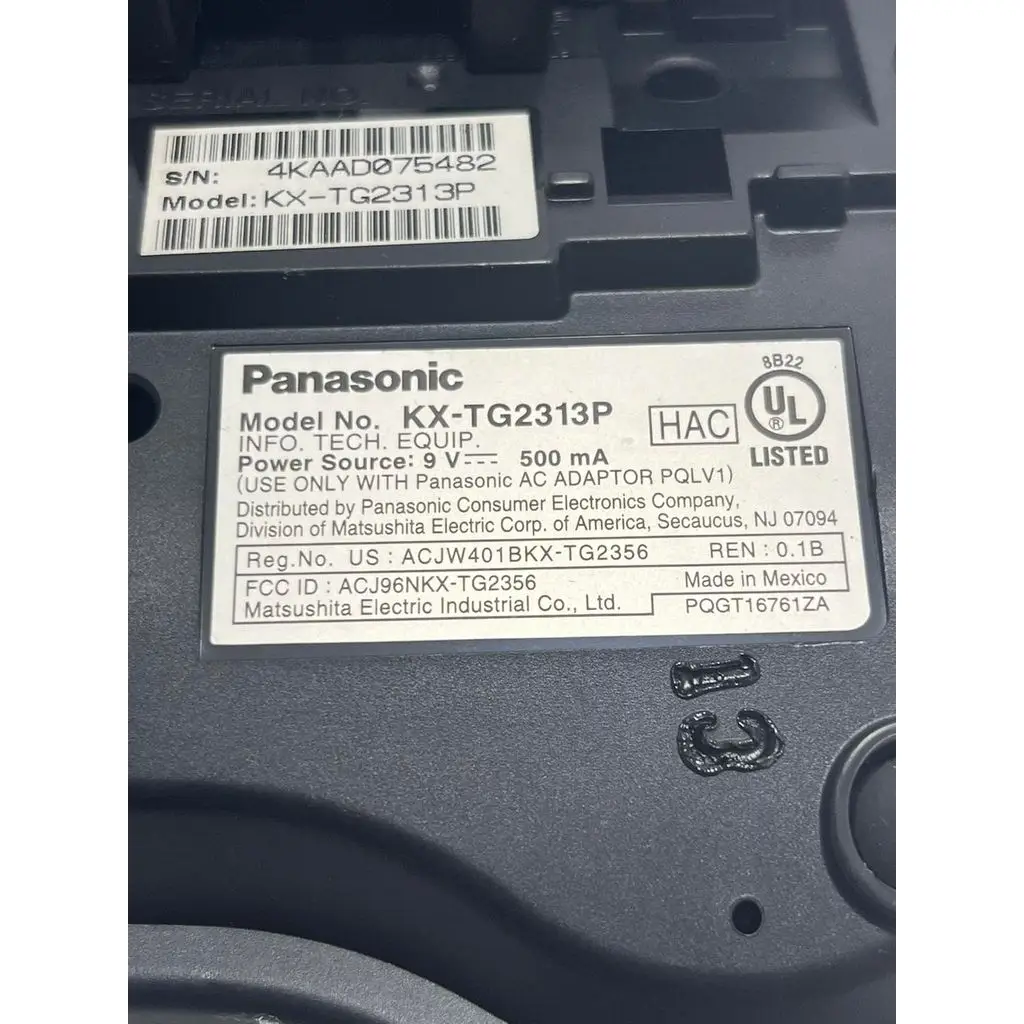 SERIAL NO.
S/N: 4KAAD075482
Model: KX-TG2313P
8B22
Panasonic
Model No. KX-TG2313P
HAC
UL
®
LISTED
INFO. TECH. EQUIP.
Power Source: 9 V⎓ 500 mA
(USE ONLY WITH Panasonic AC ADAPTOR PQLV1)
Distributed by Panasonic Consumer Electronics Company,
Division of Matsushita Electric Corp. of America, Secaucus, NJ 07094
Reg.No. US : ACJW401BKX-TG2356 REN : 0.1B
FCC ID : ACJ96NKX-TG2356 Made in Mexico
Matsushita Electric Industrial Co., Ltd. PQGT16761ZA